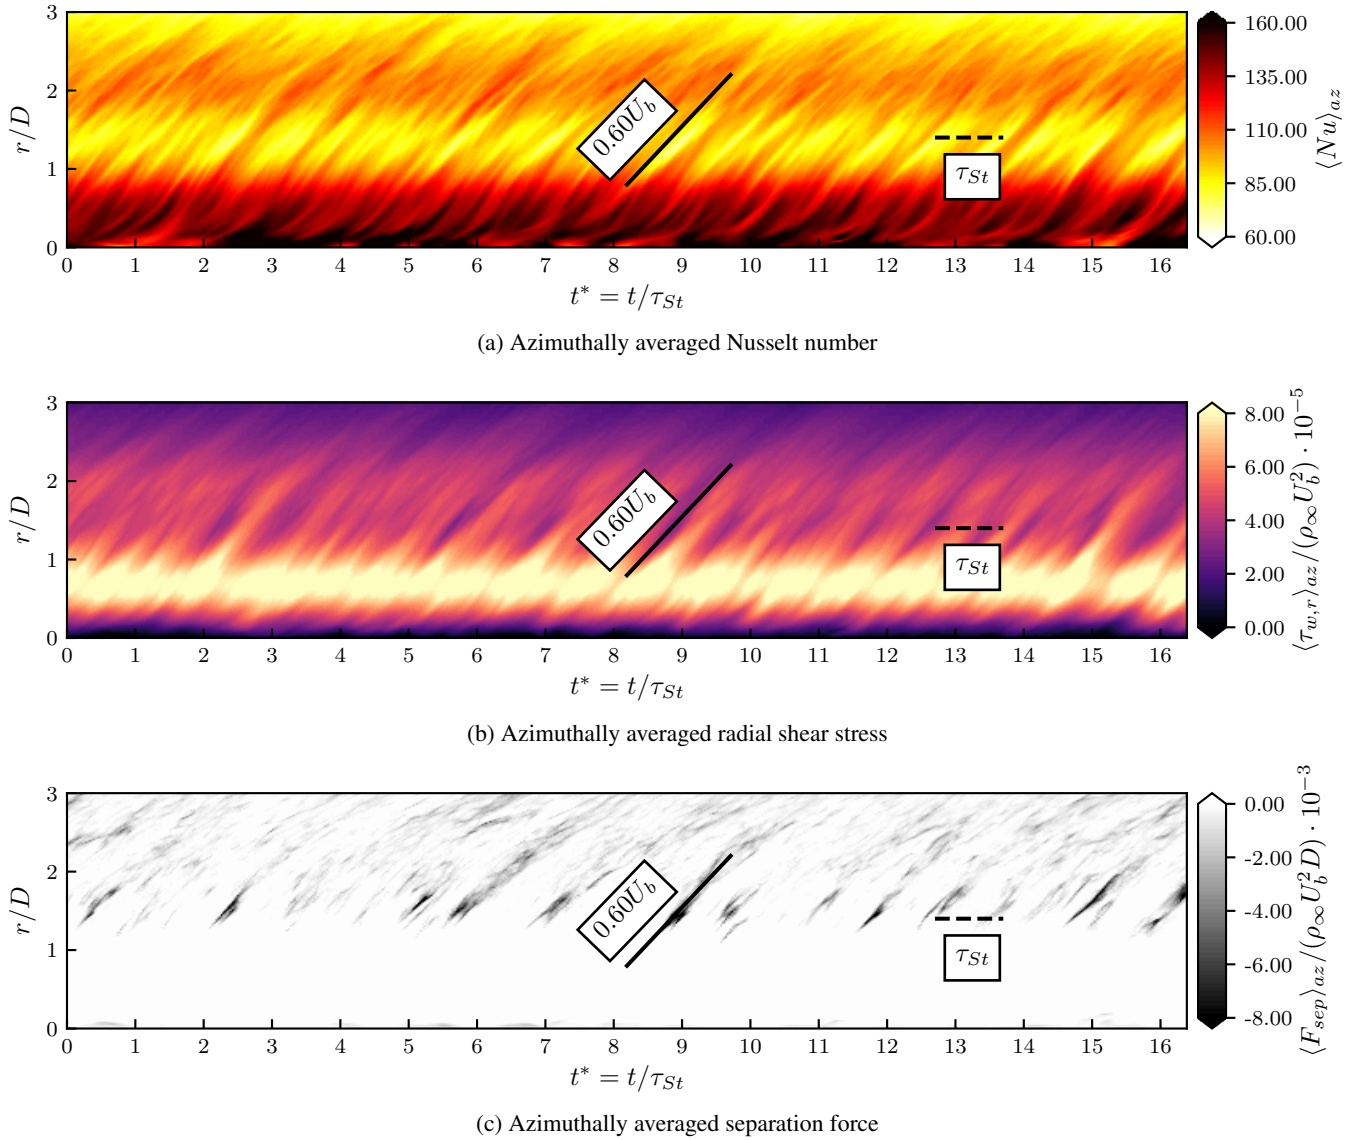 3
2
1
0
r/D
0.60U_b
τ_St
0 1 2 3 4 5 6 7 8 9 10 11 12 13 14 15 16
t* = t/τ_St
160.00
135.00
110.00
85.00
60.00
⟨Nu⟩_az
(a) Azimuthally averaged Nusselt number
3
2
1
0
r/D
0.60U_b
τ_St
0 1 2 3 4 5 6 7 8 9 10 11 12 13 14 15 16
t* = t/τ_St
8.00
6.00
4.00
2.00
0.00
⟨τ_{w,r}⟩_az/(ρ_∞U_b^2) · 10^{-5}
(b) Azimuthally averaged radial shear stress
3
2
1
0
r/D
0.60U_b
τ_St
0 1 2 3 4 5 6 7 8 9 10 11 12 13 14 15 16
t* = t/τ_St
0.00
-2.00
-4.00
-6.00
-8.00
⟨F_sep⟩_az/(ρ_∞U_b^2D) · 10^{-3}
(c) Azimuthally averaged separation force